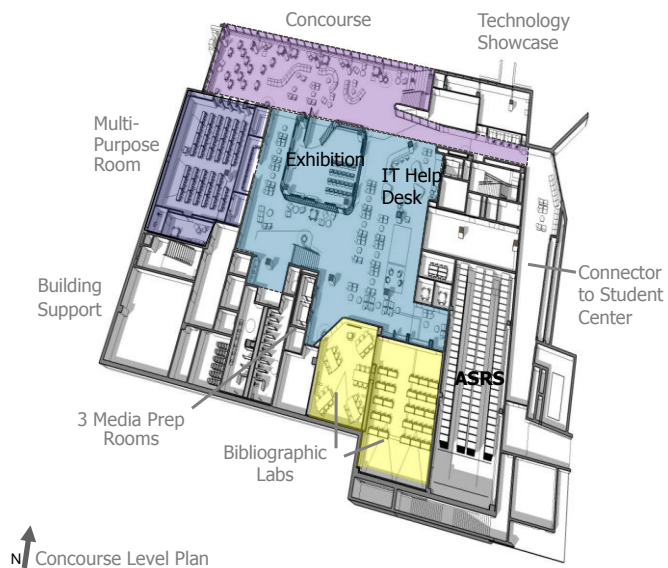 Concourse
Technology
Showcase
Multi-
Purpose
Room
Exhibition
IT Help
Desk
Building
Support
Connector
to Student
Center
ASRS
3 Media Prep
Rooms
Bibliographic
Labs
N
Concourse Level Plan